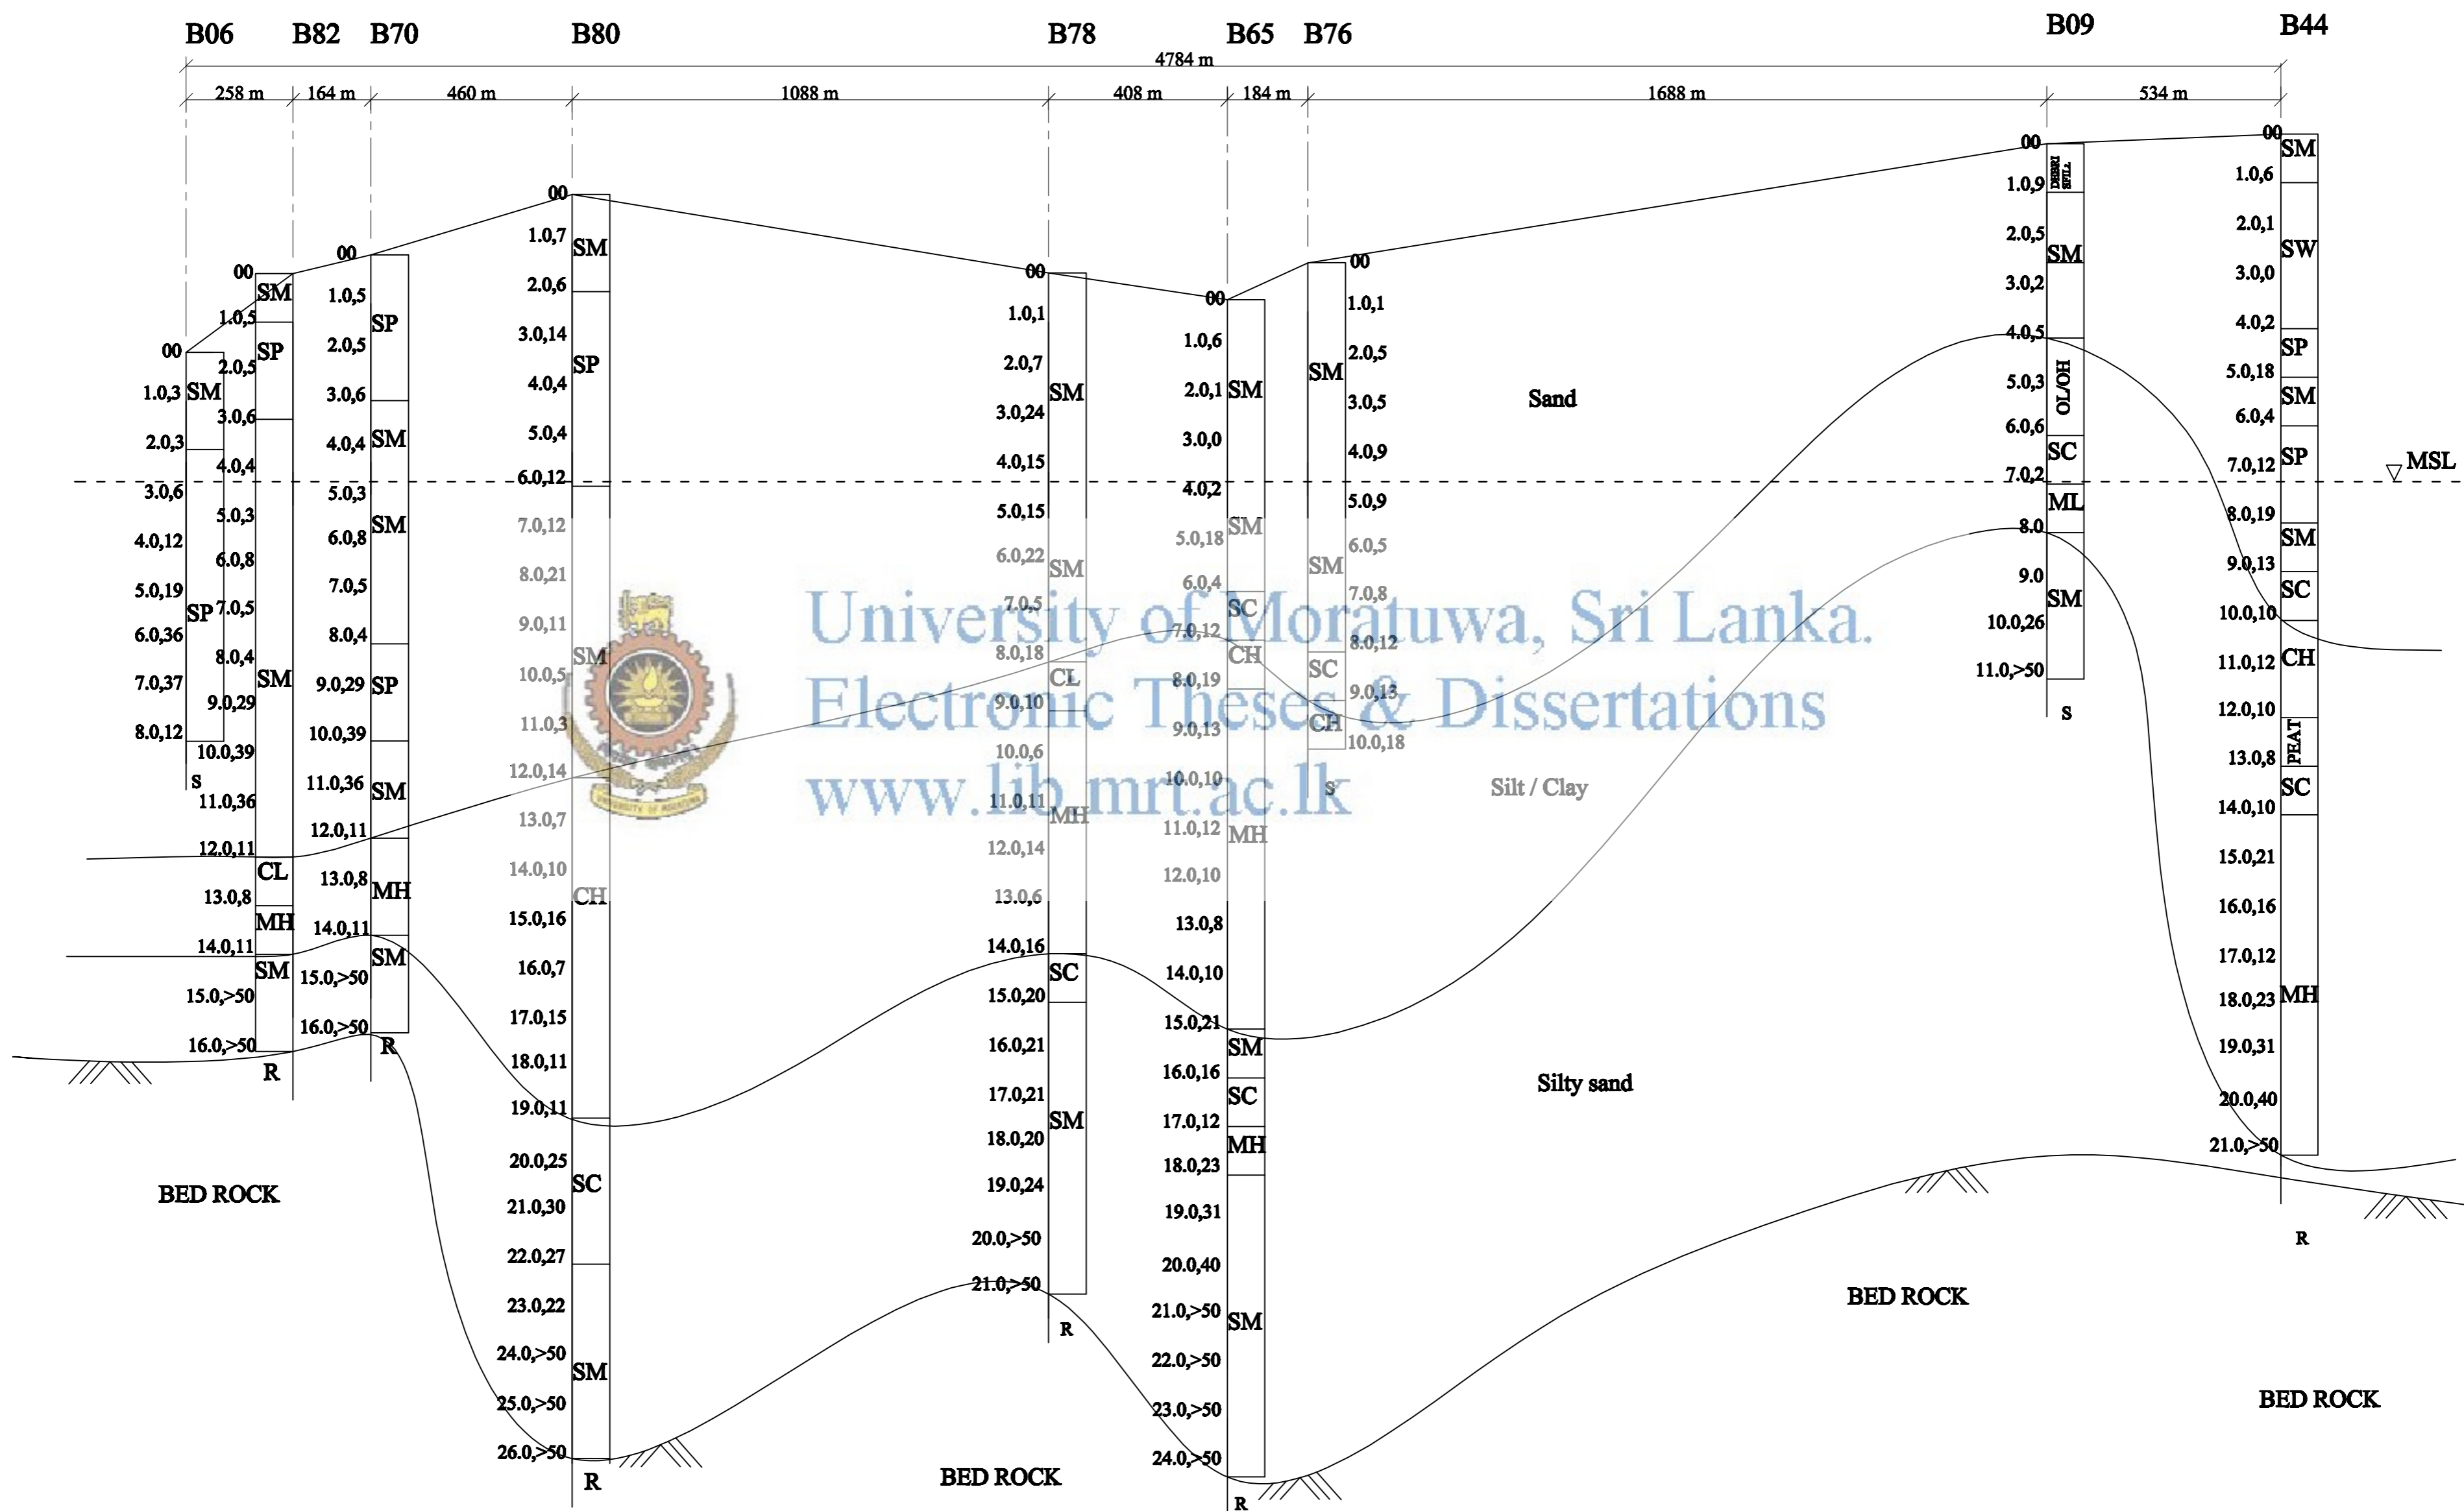 B06 B82 B70 B80 B78 B65 B76 B09 B44
4784 m
258 m 164 m 460 m 1088 m 408 m 184 m 1688 m 534 m
00
1.0,3
2.0,3
3.0,6
4.0,12
5.0,19
6.0,36
7.0,37
8.0,12
SM
SP
S
00
1.0,5
2.0,5
3.0,6
4.0,4
5.0,3
6.0,8
7.0,5
8.0,4
9.0,29
10.0,39
11.0,36
12.0,11
13.0,8
14.0,11
15.0,>50
16.0,>50
SM
SP
SM
CL
MH
SM
R
00
1.0,5
2.0,5
3.0,6
4.0,4
5.0,3
6.0,8
7.0,5
8.0,4
9.0,29
10.0,39
11.0,36
12.0,11
13.0,8
14.0,11
15.0,>50
16.0,>50
SP
SM
SM
SP
SM
MH
SM
R
00
1.0,7
2.0,6
3.0,14
4.0,4
5.0,4
6.0,12
7.0,12
8.0,21
9.0,11
10.0,5
11.0,3
12.0,14
13.0,7
14.0,10
15.0,16
16.0,7
17.0,15
18.0,11
19.0,11
20.0,25
21.0,30
22.0,27
23.0,22
24.0,>50
25.0,>50
26.0,>50
SM
SP
SM
CH
SC
SM
R
00
1.0,1
2.0,7
3.0,24
4.0,15
5.0,15
6.0,22
7.0,5
8.0,18
9.0,10
10.0,6
11.0,11
12.0,14
13.0,6
14.0,16
15.0,20
16.0,21
17.0,21
18.0,20
19.0,24
20.0,>50
21.0,>50
SM
SM
CL
MH
SC
SM
R
00
1.0,6
2.0,1
3.0,0
4.0,2
5.0,18
6.0,4
7.0,12
8.0,19
9.0,13
10.0,10
11.0,12
12.0,10
13.0,8
14.0,10
15.0,21
16.0,16
17.0,12
18.0,23
19.0,31
20.0,40
21.0,>50
22.0,>50
23.0,>50
24.0,>50
SM
SM
SC
CH
MH
SM
SC
MH
SM
R
00
1.0,1
2.0,5
3.0,5
4.0,9
5.0,9
6.0,5
7.0,8
8.0,12
9.0,13
10.0,18
SM
SM
SC
CH
S
00
1.0,9
2.0,5
3.0,2
4.0,5
5.0,3
6.0,6
7.0,2
8.0
9.0
10.0,26
11.0,>50
DEBRI
SFILL
SM
OL/OH
SC
ML
SM
S
00
1.0,6
2.0,1
3.0,0
4.0,2
5.0,18
6.0,4
7.0,12
8.0,19
9.0,13
10.0,10
11.0,12
12.0,10
13.0,8
14.0,10
15.0,21
16.0,16
17.0,12
18.0,23
19.0,31
20.0,40
21.0,>50
SM
SW
SP
SM
SP
SM
SC
CH
PEAT
SC
MH
R
MSL
Sand
Silt / Clay
Silty sand
BED ROCK
BED ROCK
BED ROCK
BED ROCK
University of Moratuwa, Sri Lanka.
Electronic Theses & Dissertations
www.lib.mrt.ac.lk
UNIVERSITY OF MORATUWA